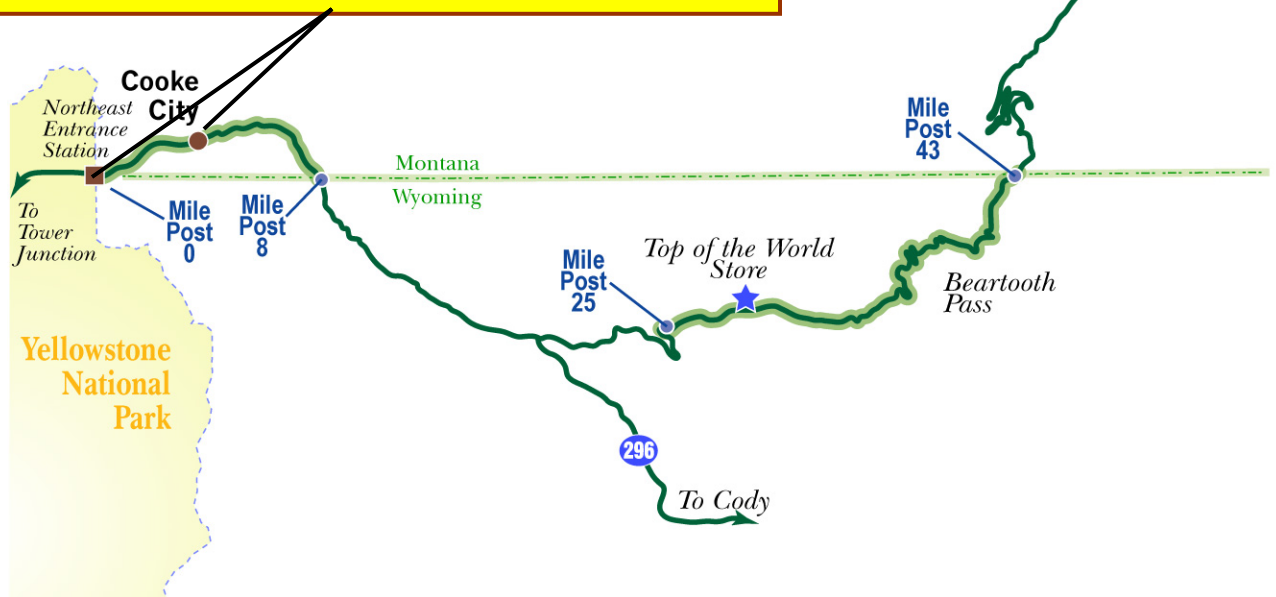 Cooke
City
Northeast
Entrance
Station
To
Tower
Junction
Mile
Post
0
Mile
Post
8
Montana
Wyoming
Mile
Post
43
Mile
Post
25
Top of the World
Store
Beartooth
Pass
Yellowstone
National
Park
296
To Cody